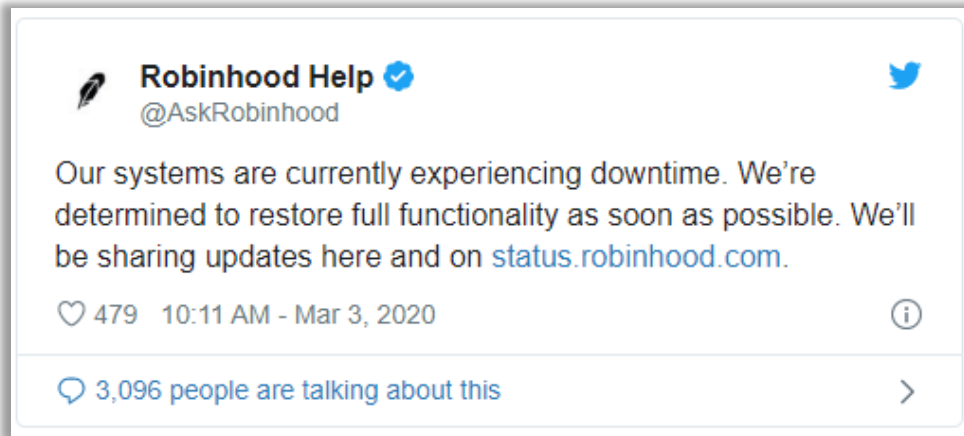 Robinhood Help
@AskRobinhood
Our systems are currently experiencing downtime. We’re
determined to restore full functionality as soon as possible. We’ll
be sharing updates here and on status.robinhood.com.
479 10:11 AM - Mar 3, 2020
3,096 people are talking about this